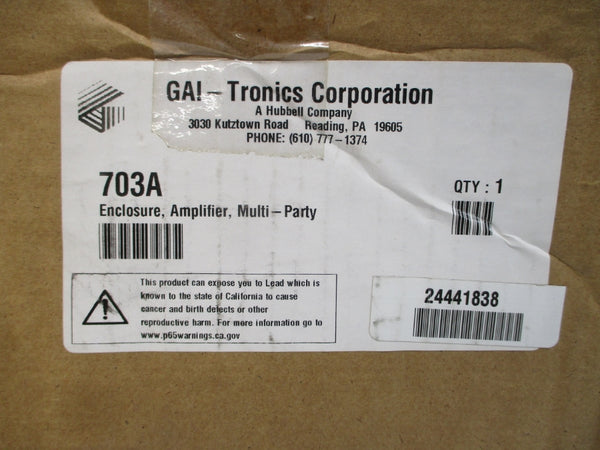 GAI–Tronics Corporation
A Hubbell Company
3030 Kutztown Road Reading, PA 19605
PHONE: (610) 777–1374
703A
QTY : 1
Enclosure, Amplifier, Multi–Party
This product can expose you to Lead which is
known to the state of California to cause
cancer and birth defects or other
reproductive harm. For more information go to
www.p65warnings.ca.gov
24441838